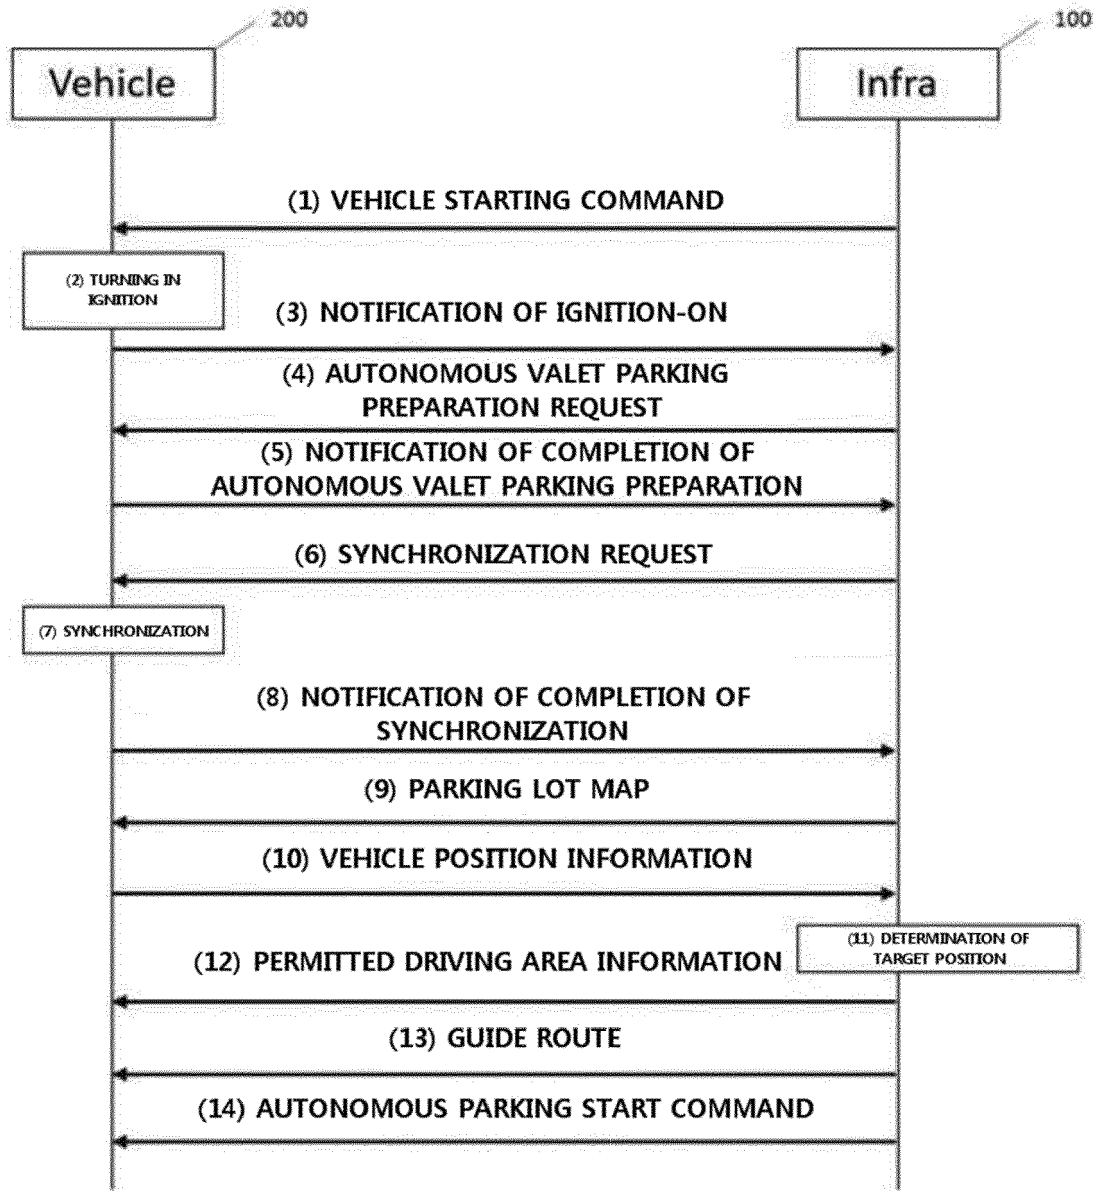 200
100
Vehicle
Infra
(1) VEHICLE STARTING COMMAND
(2) TURNING IN
IGNITION
(3) NOTIFICATION OF IGNITION-ON
(4) AUTONOMOUS VALET PARKING
PREPARATION REQUEST
(5) NOTIFICATION OF COMPLETION OF
AUTONOMOUS VALET PARKING PREPARATION
(6) SYNCHRONIZATION REQUEST
(7) SYNCHRONIZATION
(8) NOTIFICATION OF COMPLETION OF
SYNCHRONIZATION
(9) PARKING LOT MAP
(10) VEHICLE POSITION INFORMATION
(11) DETERMINATION OF
TARGET POSITION
(12) PERMITTED DRIVING AREA INFORMATION
(13) GUIDE ROUTE
(14) AUTONOMOUS PARKING START COMMAND